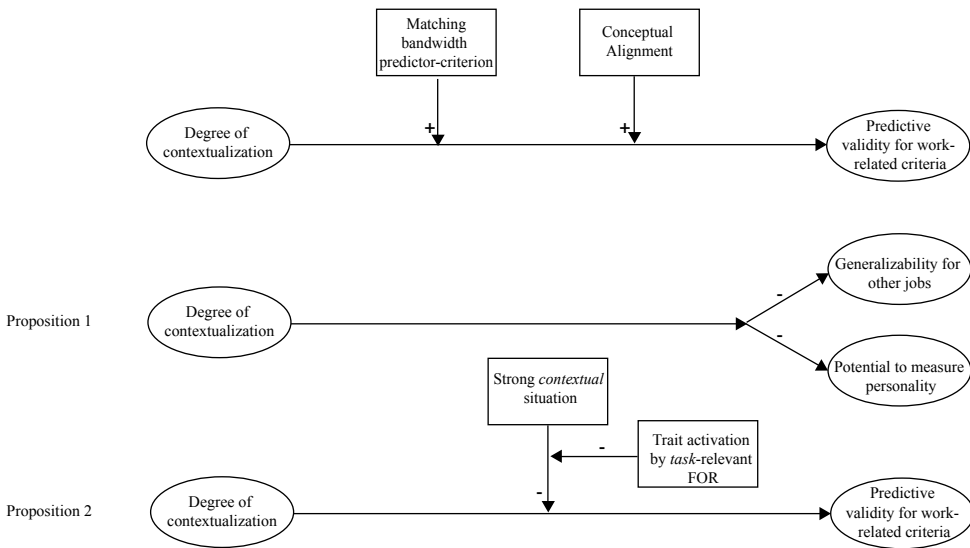 Matching
bandwidth
predictor-criterion
Conceptual
Alignment
+
+
Degree of
contextualization
Predictive
validity for work-
related criteria
Proposition 1
Degree of
contextualization
-
-
Generalizability for
other jobs
Potential to measure
personality
Strong contextual
situation
-
Trait activation
by task-relevant
FOR
-
Proposition 2
Degree of
contextualization
Predictive
validity for work-
related criteria